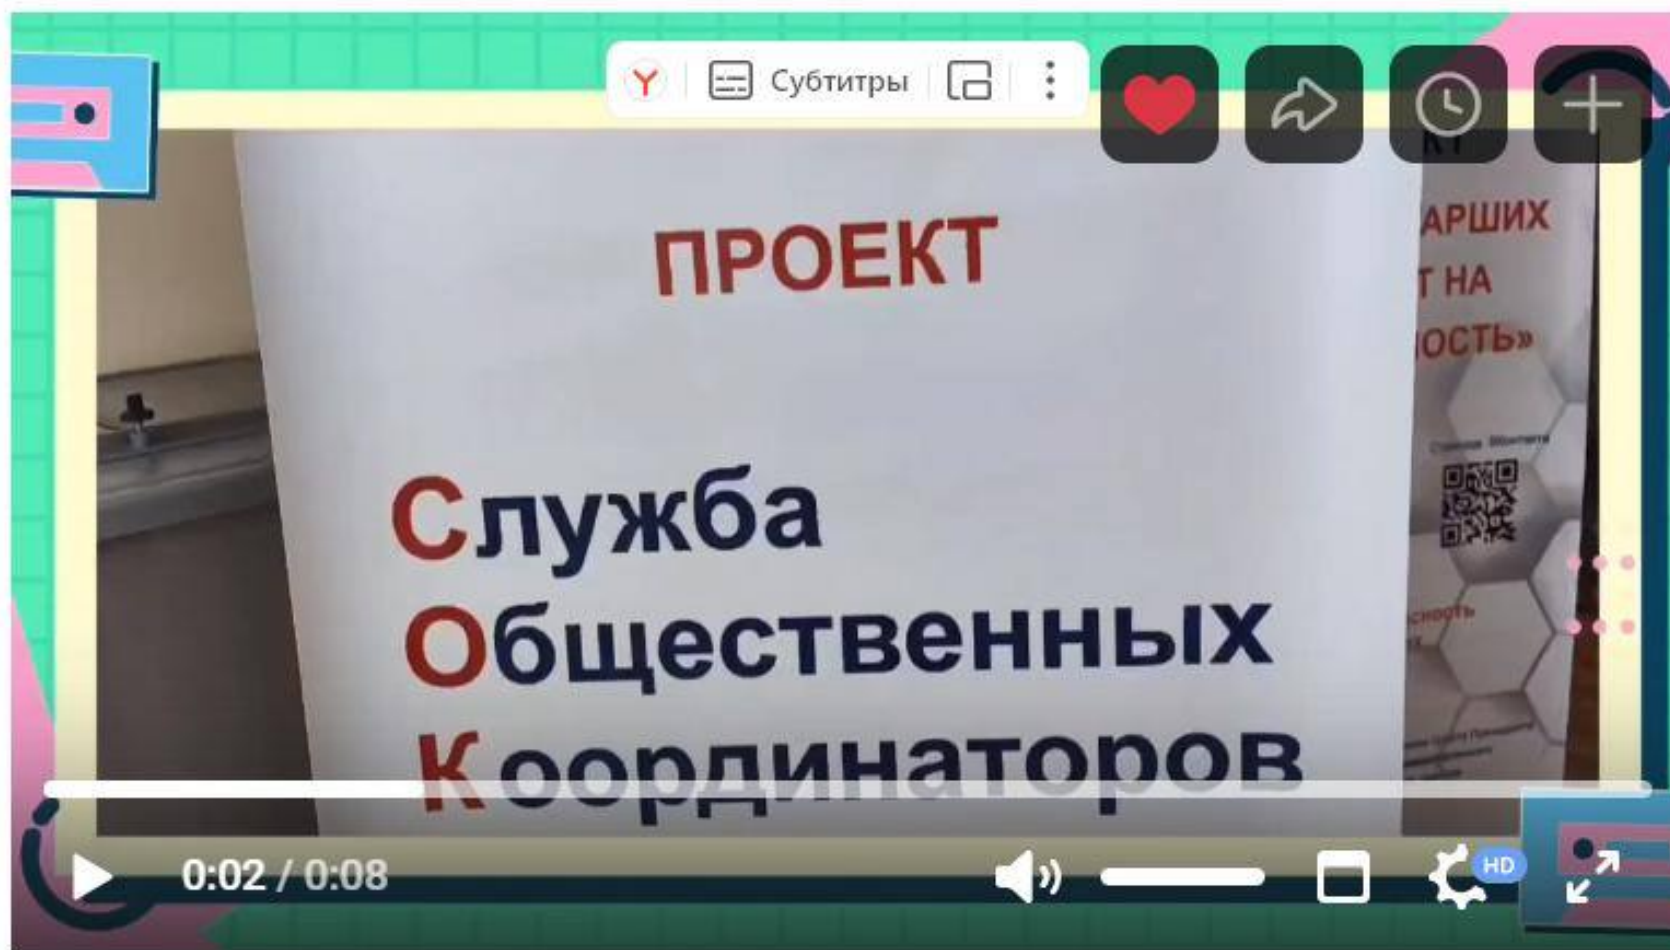 Субтитры
ПРОЕКТ
Служба
Общественных
Координаторов
АРШИХ
Т НА
ОСТЬ»
0:02 / 0:08
HD